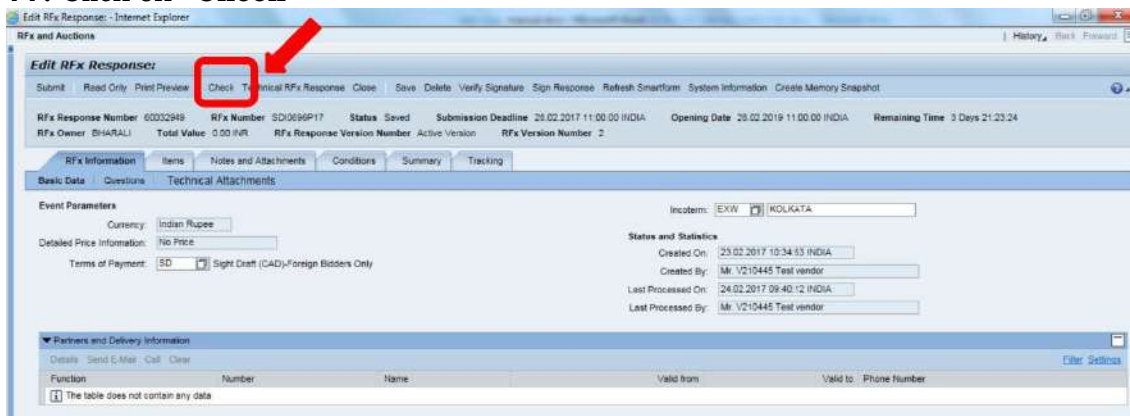 Edit RFx Response: - Internet Explorer
RFx and Auctions History Back Forward
Edit RFx Response:
Submit Read Only Print Preview Check Technical RFx Response Close Save Delete Verify Signature Sign Response Refresh Smartform System Information Create Memory Snapshot
RFx Response Number 60032949 RFx Number SDI0696P17 Status Saved Submission Deadline 28.02.2017 11:00:00 INDIA Opening Date 28.02.2019 11:00:00 INDIA Remaining Time 3 Days 21:23:24
RFx Owner BHARALI Total Value 0.00 INR RFx Response Version Number Active Version RFx Version Number 2
RFx Information Items Notes and Attachments Conditions Summary Tracking
Basic Data Questions Technical Attachments
Event Parameters
Incoterm: EXW KOLKATA
Currency: Indian Rupee
Status and Statistics
Detailed Price Information: No Price
Created On: 23.02.2017 10:34:53 INDIA
Terms of Payment: SD Sight Draft (CAD)-Foreign Bidders Only
Created By: Mr. V210445 Test vendor
Last Processed On: 24.02.2017 09:40:12 INDIA
Last Processed By: Mr. V210445 Test vendor
Partners and Delivery Information
Details Send E-Mail Call Clear Filter Settings
Function Number Name Valid from Valid to Phone Number
The table does not contain any data